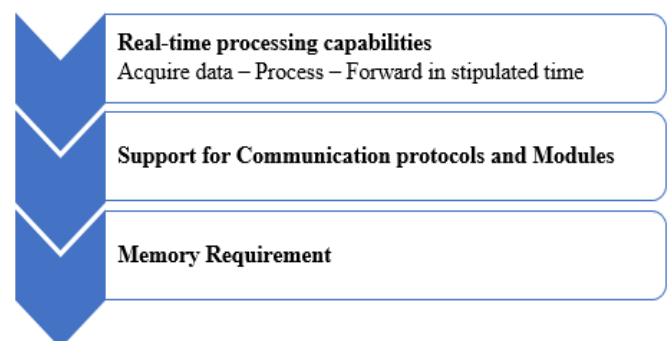 Real-time processing capabilities
Acquire data – Process – Forward in stipulated time
Support for Communication protocols and Modules
Memory Requirement